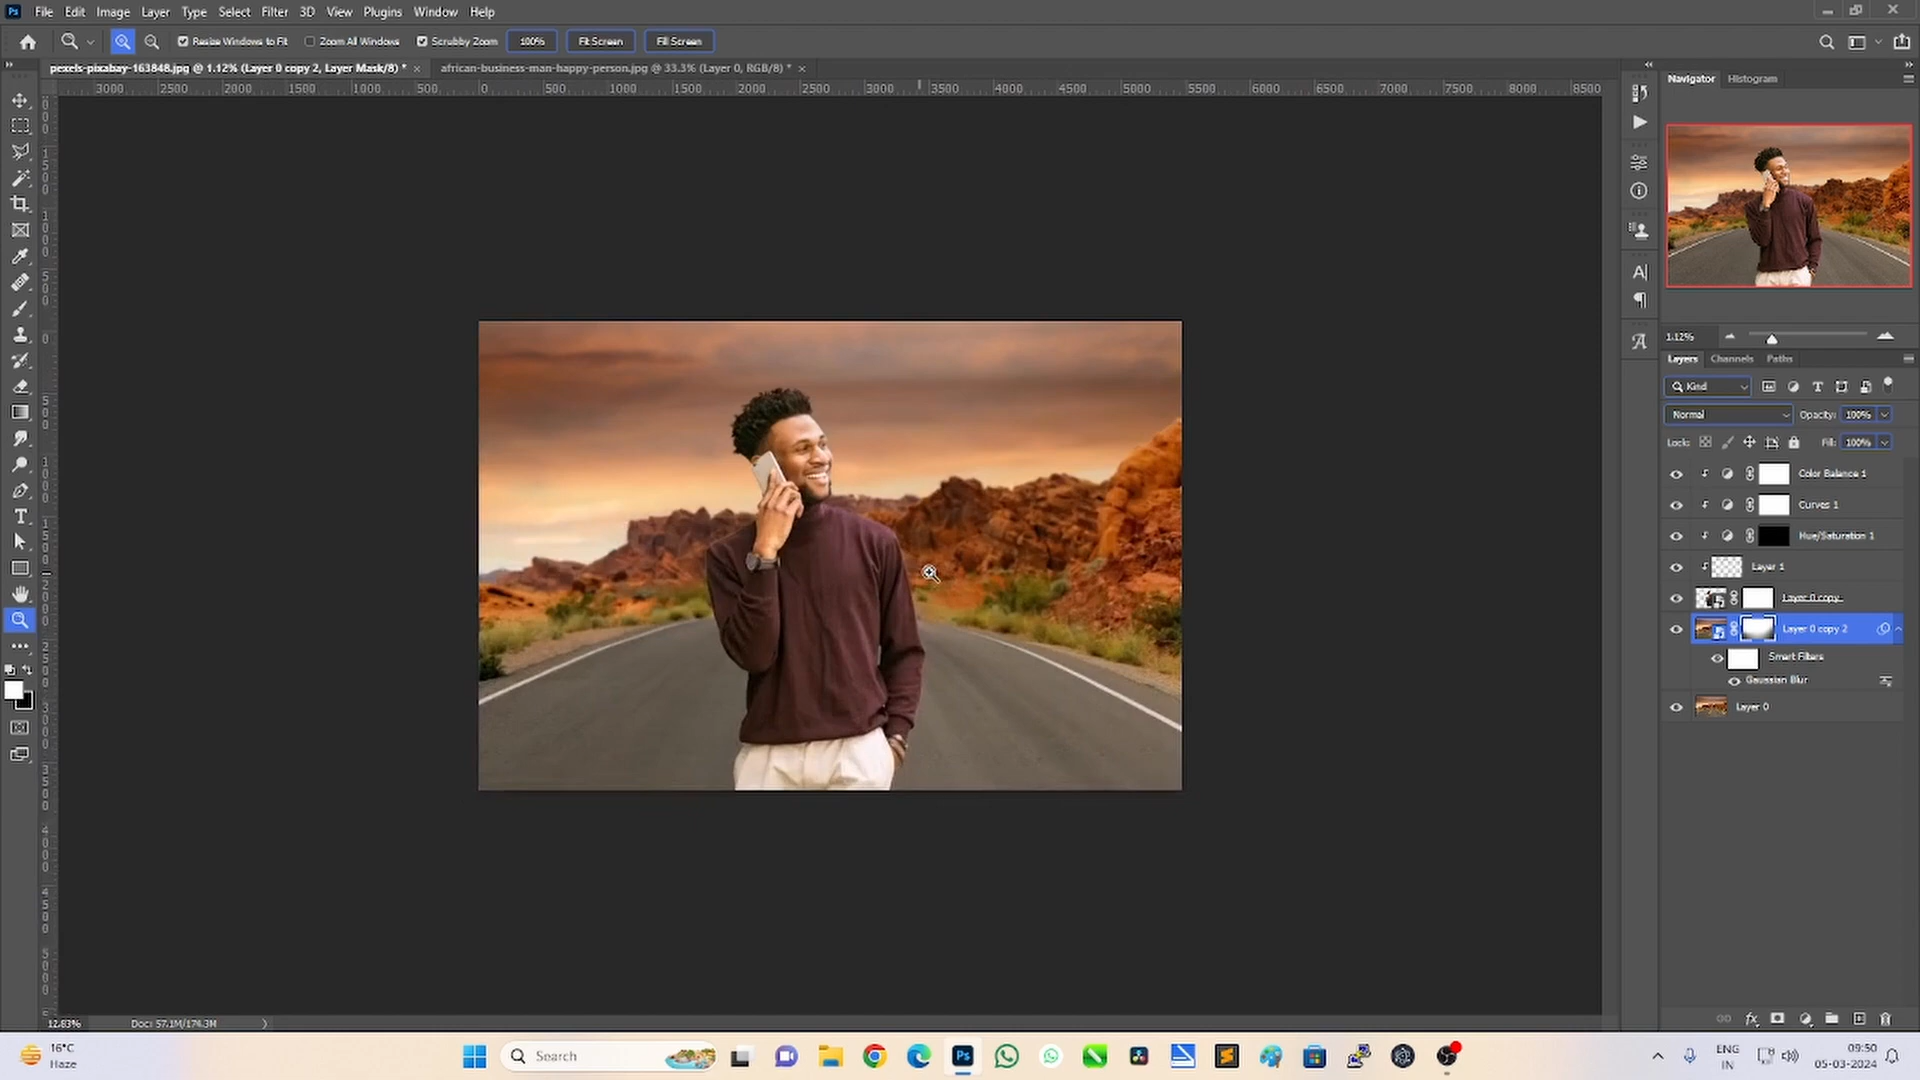 Ps File Edit Image Layer Type Select Filter 3D View Plugins Window Help
Resize Windows to Fit Zoom All Windows Scrubby Zoom 100% Fit Screen Fill Screen
pexels-pixabay-163848.jpg @ 1.12% (Layer 0 copy 2, Layer Mask/8) * × african-business-man-happy-person.jpg @ 33.3% (Layer 0, RGB/8) * ×
3000 2500 2000 1500 1000 500 0 500 1000 1500 2000 2500 3000 3500 4000 4500 5000 5500 6000 6500 7000 7500 8000 8500
Navigator Histogram
1.12%
Layers Channels Paths
Kind
Normal Opacity: 100%
Lock: Fill: 100%
Color Balance 1
Curves 1
Hue/Saturation 1
Layer 1
Layer 0 copy
Layer 0 copy 2
Smart Filters
Gaussian Blur
Layer 0
12.83% Doc: 57.1M/174.3M
16°C
Haze
Search
Ps
ENG
IN
09:50
05-03-2024